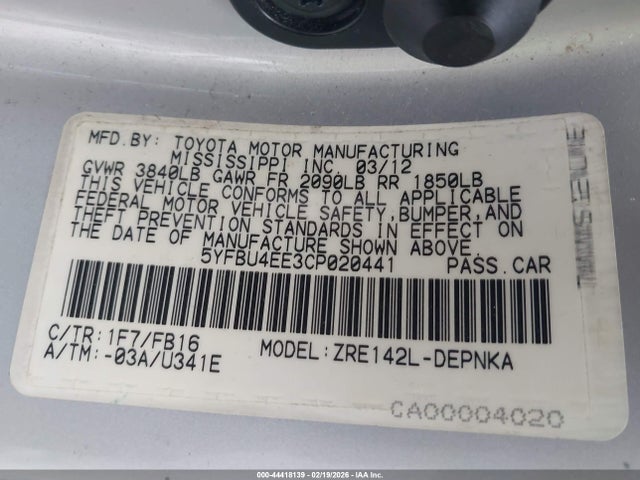 MFD.BY: TOYOTA MOTOR MANUFACTURING
MISSISSIPPI INC. 03/12
GVWR 3840LB GAWR FR 2090LB RR 1850LB
THIS VEHICLE CONFORMS TO ALL APPLICABLE
FEDERAL MOTOR VEHICLE SAFETY,BUMPER,AND
THEFT PREVENTION STANDARDS IN EFFECT ON
THE DATE OF MANUFACTURE SHOWN ABOVE.
5YFBU4EE3CP020441 PASS.CAR
C/TR:1F7/FB16
A/TM:-03A/U341E
MODEL:ZRE142L-DEPNKA
CA00004020
000-44418139 - 02/19/2026 - IAA Inc.